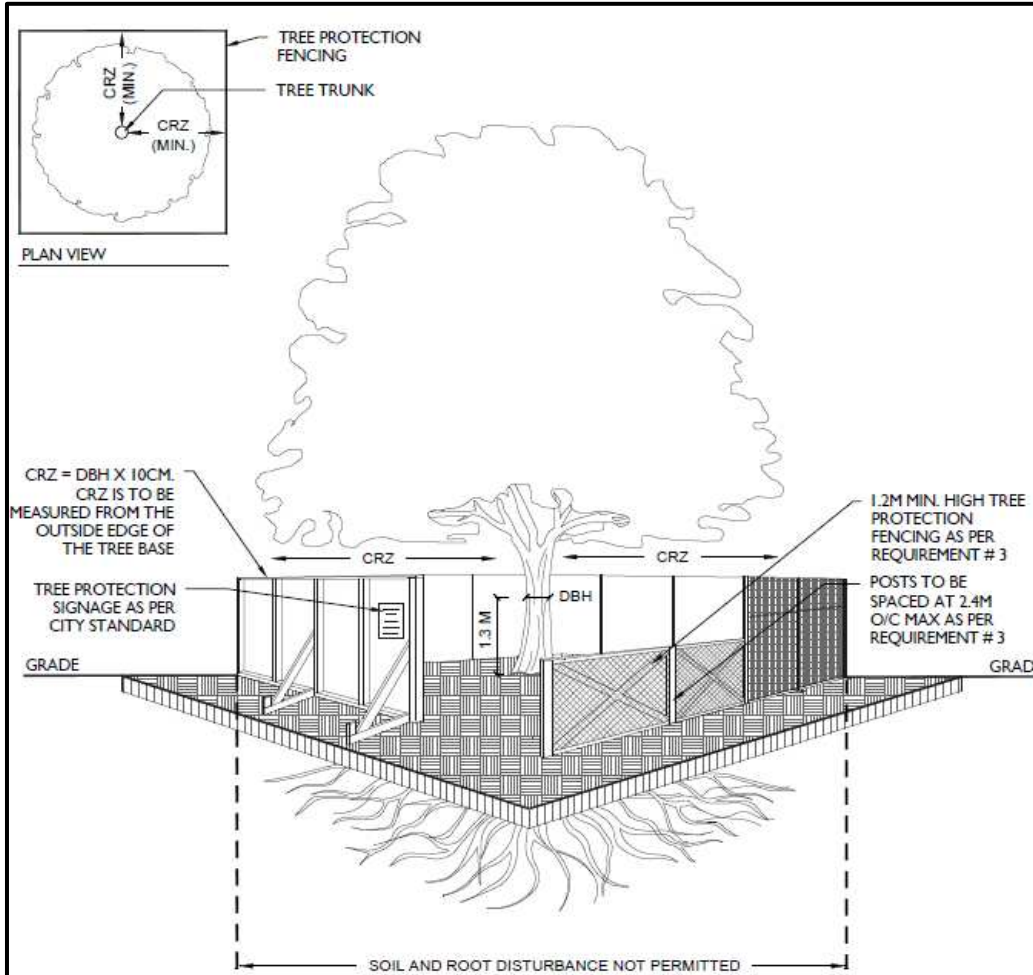 TREE PROTECTION
FENCING
TREE TRUNK
CRZ
(MIN.)
CRZ
(MIN.)
PLAN VIEW
CRZ = DBH X 10CM.
CRZ IS TO BE
MEASURED FROM THE
OUTSIDE EDGE OF
THE TREE BASE
TREE PROTECTION
SIGNAGE AS PER
CITY STANDARD
GRADE
CRZ
CRZ
DBH
1.3 M
1.2M MIN. HIGH TREE
PROTECTION
FENCING AS PER
REQUIREMENT # 3
POSTS TO BE
SPACED AT 2.4M
O/C MAX AS PER
REQUIREMENT # 3
GRAD
SOIL AND ROOT DISTURBANCE NOT PERMITTED